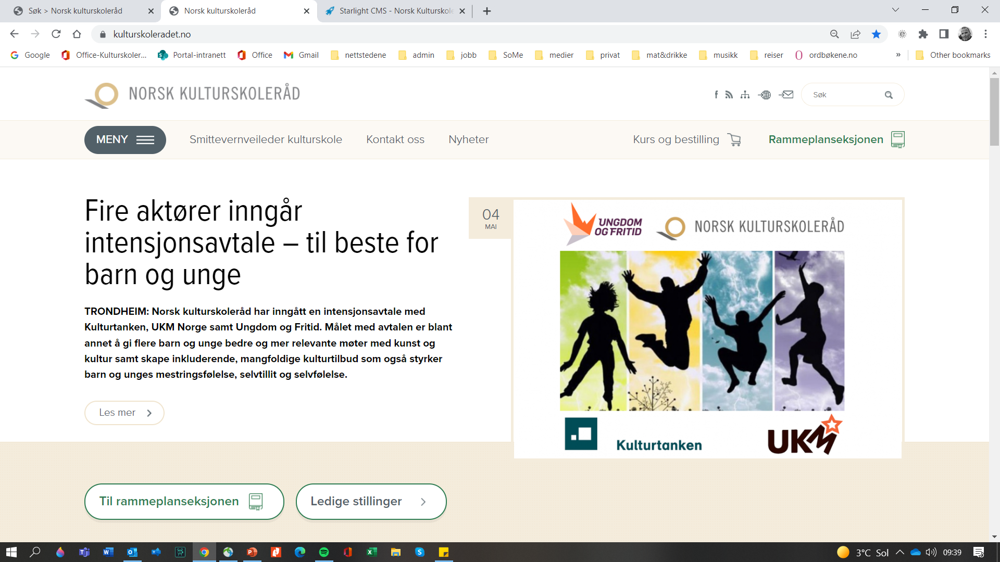 Søk > Norsk kulturskoleråd
Norsk kulturskoleråd
Starlight CMS - Norsk Kulturskole
kulturskoleradet.no
Google
Office-Kulturskoler...
Portal-intranett
Office
Gmail
nettstedene
admin
jobb
SoMe
medier
privat
mat&drikke
musikk
reiser
ordbøkene.no
»
Other bookmarks
NORSK KULTURSKOLERÅD
Søk
MENY
Smittevernveileder kulturskole
Kontakt oss
Nyheter
Kurs og bestilling
Rammeplanseksjonen
Fire aktører inngår
intensjonsavtale – til beste for
barn og unge
TRONDHEIM: Norsk kulturskoleråd har inngått en intensjonsavtale med
Kulturtanken, UKM Norge samt Ungdom og Fritid. Målet med avtalen er blant
annet å gi flere barn og unge bedre og mer relevante møter med kunst og
kultur samt skape inkluderende, mangfoldige kulturtilbud som også styrker
barn og unges mestringsfølelse, selvtillit og selvfølelse.
Les mer
04
MAI
UNGDOM
OG FRITID
NORSK KULTURSKOLERÅD
Kulturtanken
UKM
Til rammeplanseksjonen
Ledige stillinger
3°C Sol
09:39